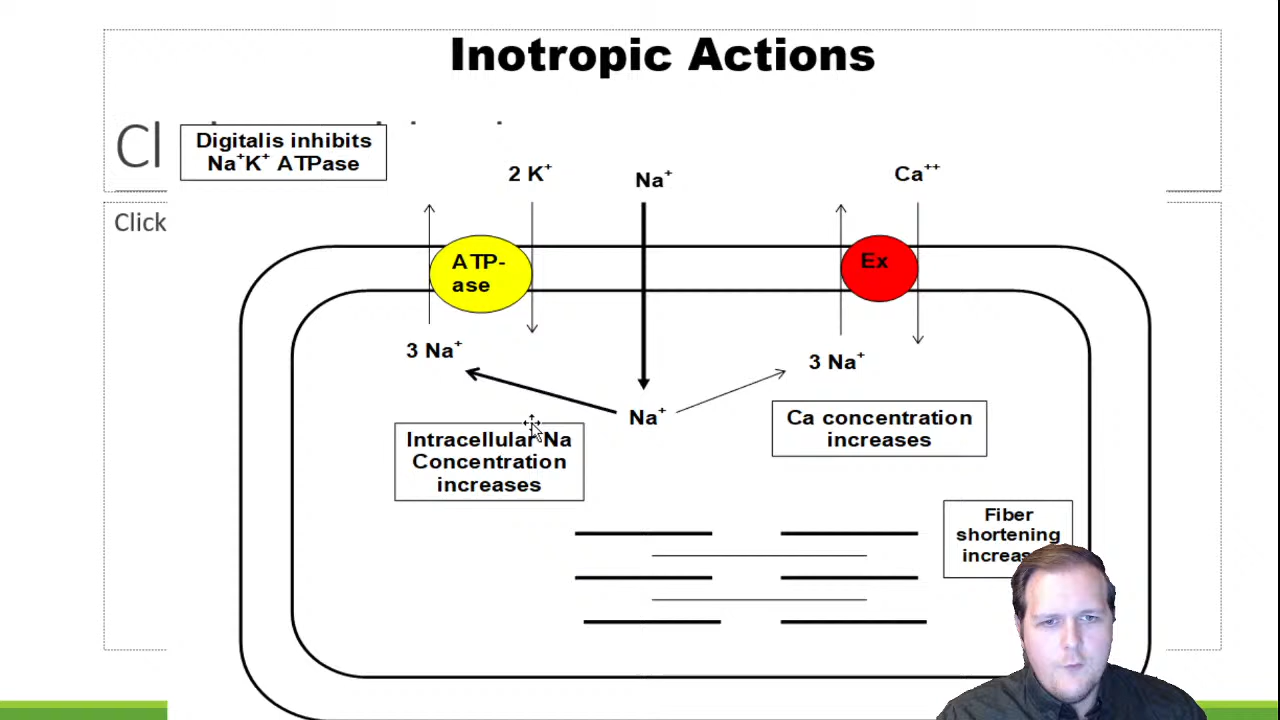 Inotropic Actions
Cl
Digitalis inhibits
Na⁺K⁺ ATPase
2 K⁺
Na⁺
Ca⁺⁺
Click
ATP-
ase
Ex
3 Na⁺
3 Na⁺
Na⁺
Ca concentration
increases
Intracellular Na
Concentration
increases
Fiber
shortening